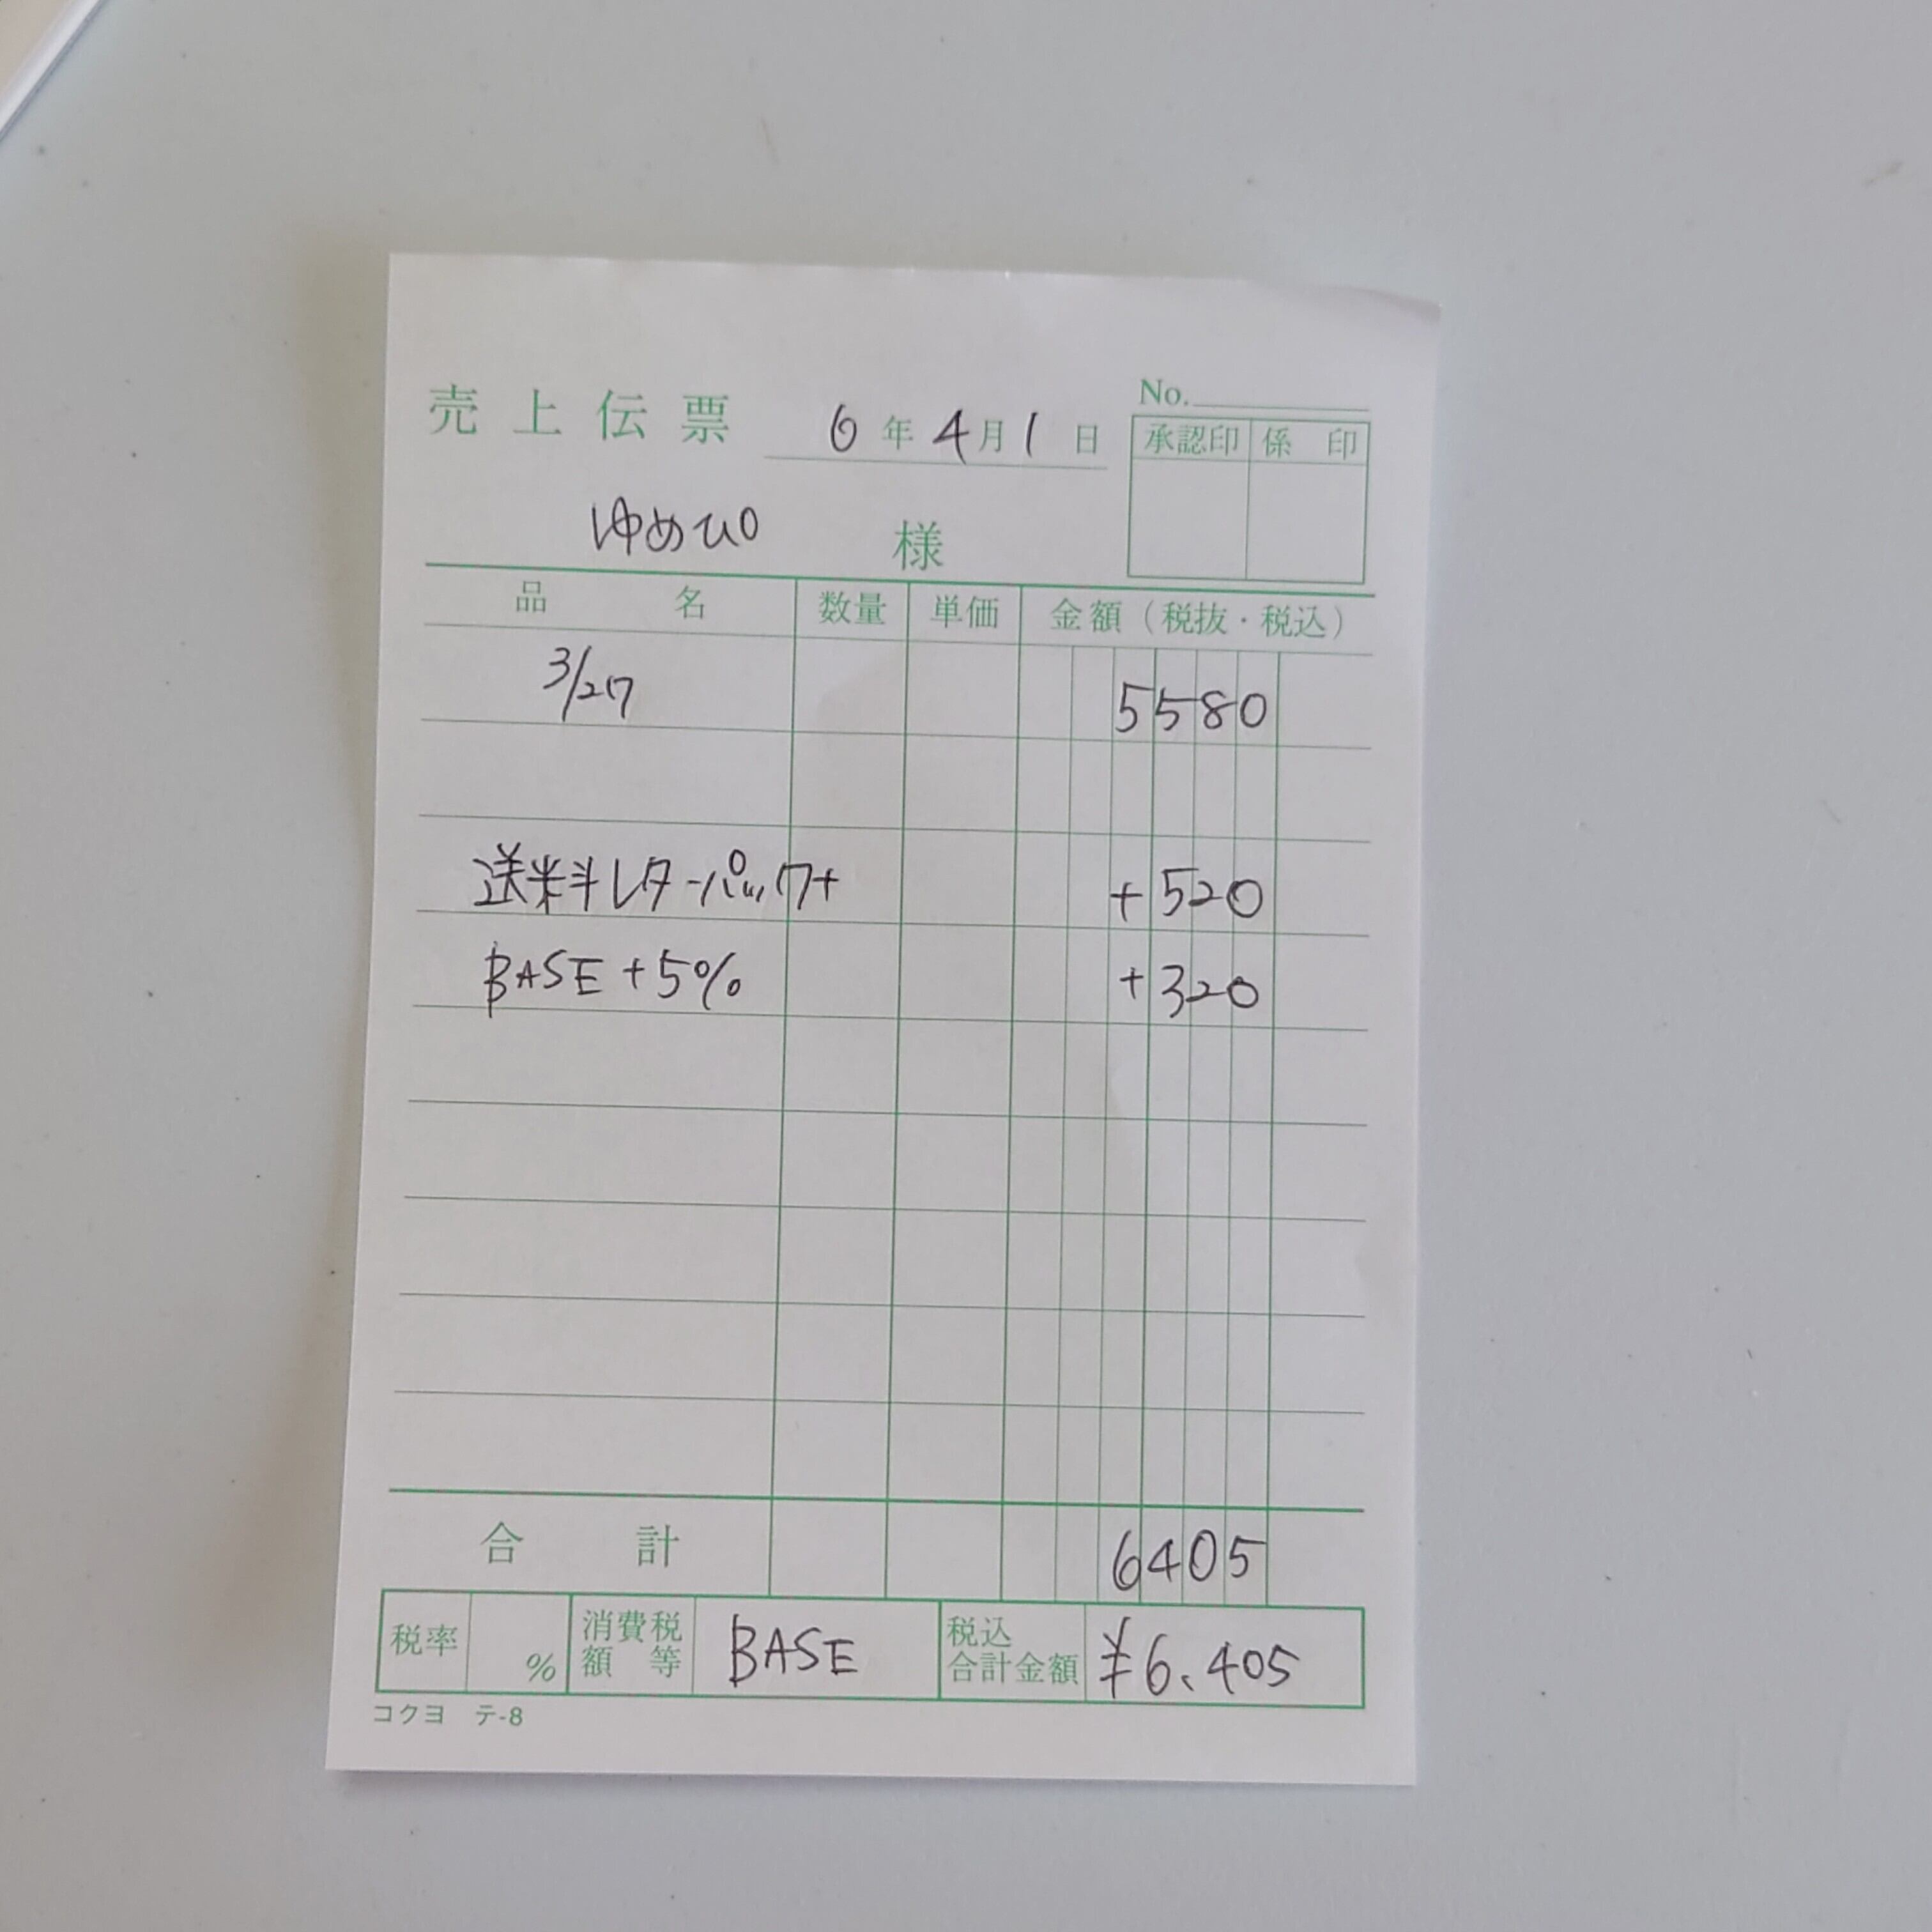 No.
売上伝票 6年4月1日
承認印 係印
ゆめぴ 様
品名 数量 単価 金額（税抜・税込）
3/27 5580
送料レターパック+ +520
BASE +5% +320
合計 6405
税率 % 消費税額等 BASE 税込合計金額 ¥6,405
コクヨ テ-8